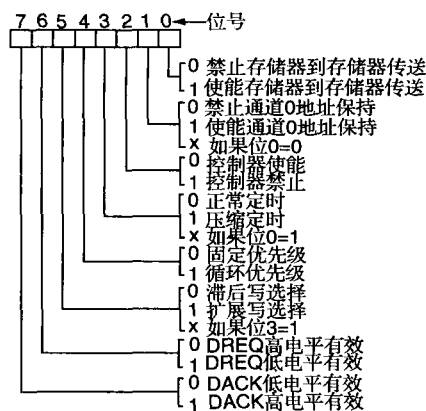 7 6 5 4 3 2 1 0 位号
0 禁止存储器到存储器传送
1 使能存储器到存储器传送
0 禁止通道0地址保持
1 使能通道0地址保持
x 如果位0=0
0 控制器使能
1 控制器禁止
0 正常定时
1 压缩定时
x 如果位0=1
0 固定优先级
1 循环优先级
0 滞后写选择
1 扩展写选择
x 如果位3=1
0 DREQ高电平有效
1 DREQ低电平有效
0 DACK低电平有效
1 DACK高电平有效